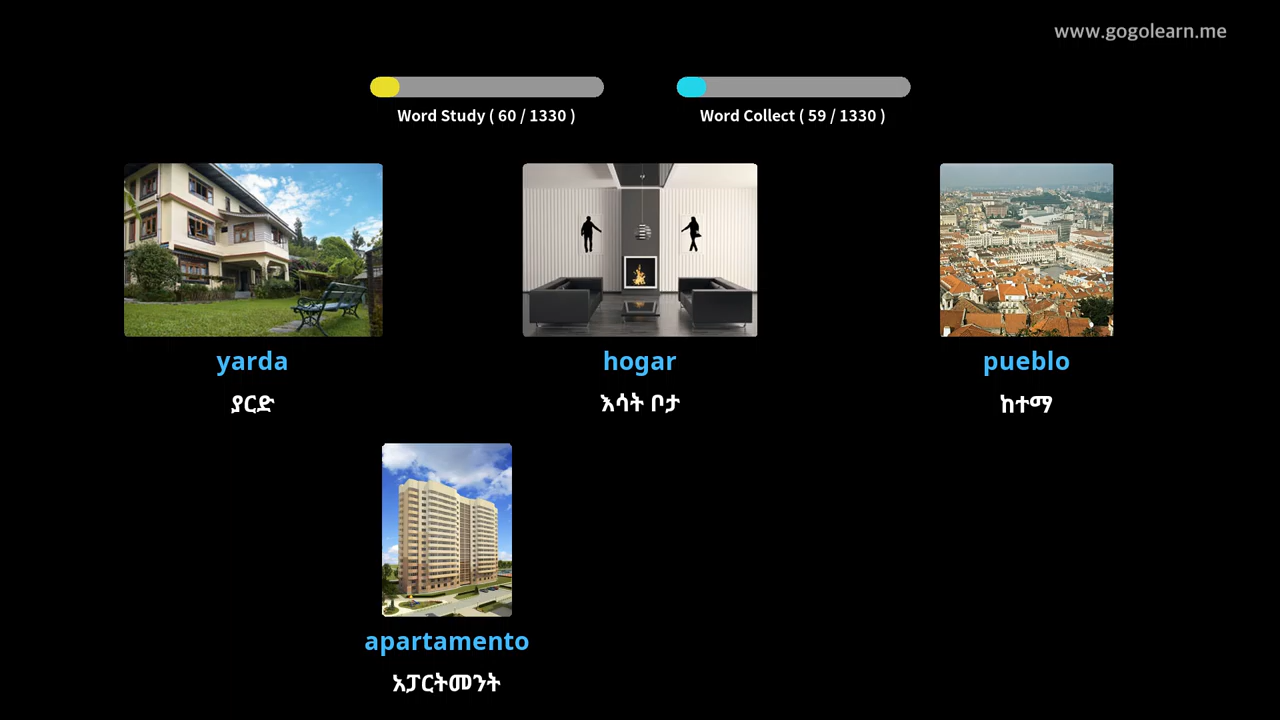 www.gogolearn.me
Word Study ( 60 / 1330 )
Word Collect ( 59 / 1330 )
yarda
hogar
pueblo
ያርድ
እሳት ቦታ
ከተማ
apartamento
አፓርትመንት